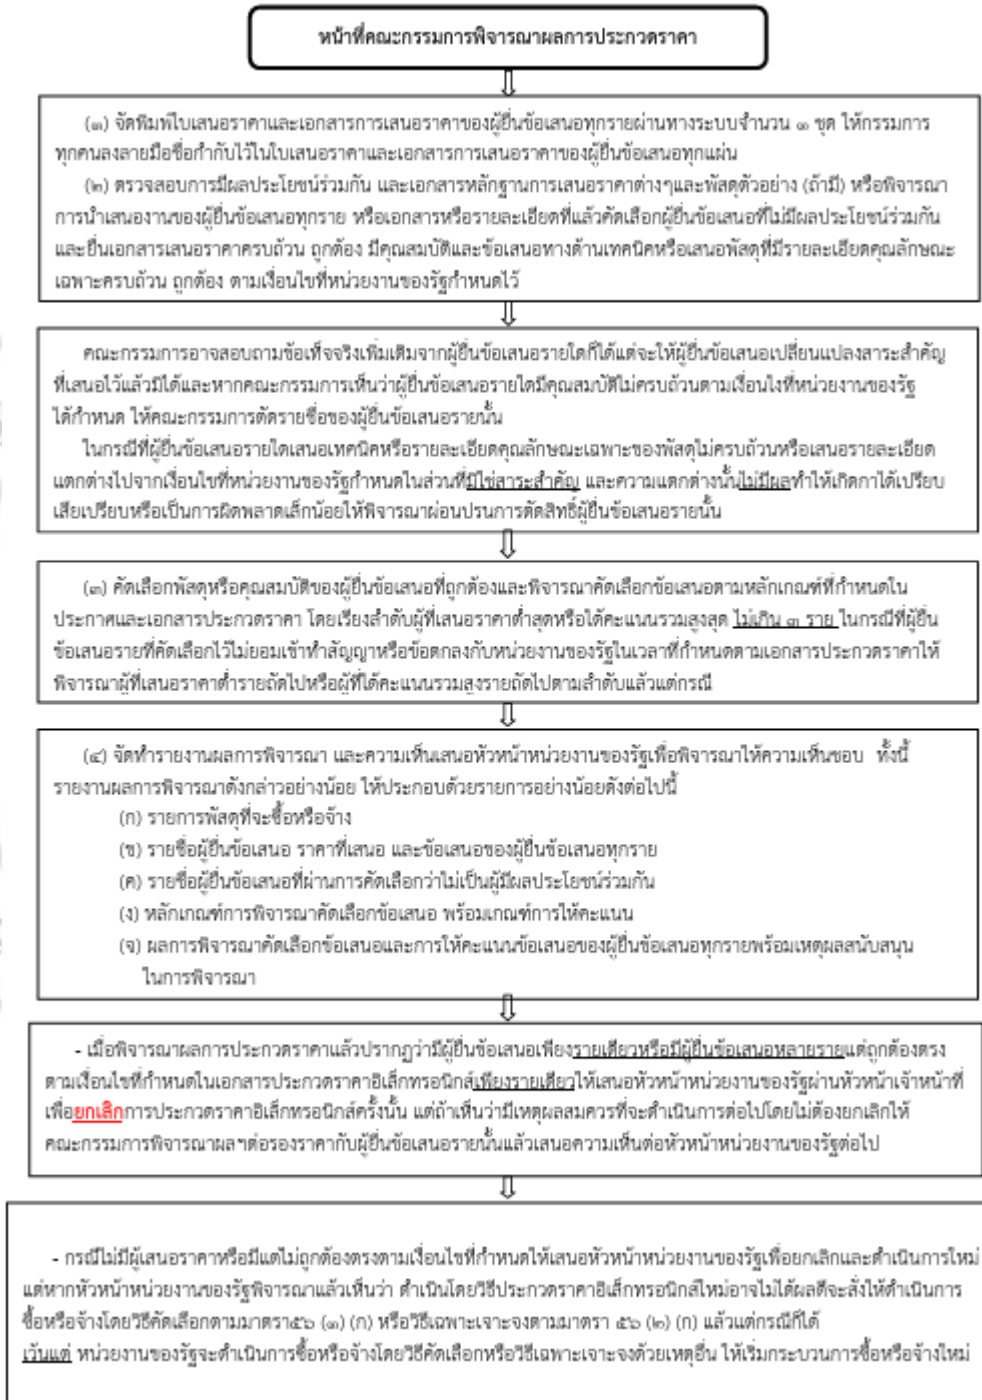 หน้าที่คณะกรรมการพิจารณาผลการประกวดราคา
(๑) จัดพิมพ์ใบเสนอราคาและเอกสารการเสนอราคาของผู้ยื่นข้อเสนอทุกรายผ่านทางระบบจำนวน ๑ ชุด ให้กรรมการ
ทุกคนลงลายมือชื่อกำกับไว้ในใบเสนอราคาและเอกสารการเสนอราคาของผู้ยื่นข้อเสนอทุกแผ่น
(๒) ตรวจสอบการมีผลประโยชน์ร่วมกัน และเอกสารหลักฐานการเสนอราคาต่างๆและพัสดุตัวอย่าง (ถ้ามี) หรือพิจารณา
การนำเสนองานของผู้ยื่นข้อเสนอทุกราย หรือเอกสารหรือรายละเอียดที่แล้วคัดเลือกผู้ยื่นข้อเสนอที่ไม่มีผลประโยชน์ร่วมกัน
และยื่นเอกสารเสนอราคาครบถ้วน ถูกต้อง มีคุณสมบัติและข้อเสนอทางด้านเทคนิคหรือเสนอพัสดุที่มีรายละเอียดคุณลักษณะ
เฉพาะครบถ้วน ถูกต้อง ตามเงื่อนไขที่หน่วยงานของรัฐกำหนดไว้
คณะกรรมการอาจสอบถามข้อเท็จจริงเพิ่มเติมจากผู้ยื่นข้อเสนอรายใดก็ได้แต่จะให้ผู้ยื่นข้อเสนอเปลี่ยนแปลงสาระสำคัญ
ที่เสนอไว้แล้วมิได้และหากคณะกรรมการเห็นว่าผู้ยื่นข้อเสนอรายใดมีคุณสมบัติไม่ครบถ้วนตามเงื่อนไงที่หน่วยงานของรัฐ
ได้กำหนด ให้คณะกรรมการตัดรายชื่อของผู้ยื่นข้อเสนอรายนั้น
ในกรณีที่ผู้ยื่นข้อเสนอรายใดเสนอเทคนิคหรือรายละเอียดคุณลักษณะเฉพาะของพัสดุไม่ครบถ้วนหรือเสนอรายละเอียด
แตกต่างไปจากเงื่อนไขที่หน่วยงานของรัฐกำหนดในส่วนที่มิใช่สาระสำคัญ และความแตกต่างนั้นไม่มีผลทำให้เกิดกาได้เปรียบ
เสียเปรียบหรือเป็นการผิดพลาดเล็กน้อยให้พิจารณาผ่อนปรนการตัดสิทธิ์ผู้ยื่นข้อเสนอรายนั้น
(๓) คัดเลือกพัสดุหรือคุณสมบัติของผู้ยื่นข้อเสนอที่ถูกต้องและพิจารณาคัดเลือกข้อเสนอตามหลักเกณฑ์ที่กำหนดใน
ประกาศและเอกสารประกวดราคา โดยเรียงลำดับผู้ที่เสนอราคาต่ำสุดหรือได้คะแนนรวมสูงสุด ไม่เกิน ๓ ราย ในกรณีที่ผู้ยื่น
ข้อเสนอรายที่คัดเลือกไว้ไม่ยอมเข้าทำสัญญาหรือข้อตกลงกับหน่วยงานของรัฐในเวลาที่กำหนดตามเอกสารประกวดราคาให้
พิจารณาผู้ที่เสนอราคาต่ำรายถัดไปหรือผู้ที่ได้คะแนนรวมสูงรายถัดไปตามลำดับแล้วแต่กรณี
(๔) จัดทำรายงานผลการพิจารณา และความเห็นเสนอหัวหน้าหน่วยงานของรัฐเพื่อพิจารณาให้ความเห็นชอบ ทั้งนี้
รายงานผลการพิจารณาดังกล่าวอย่างน้อย ให้ประกอบด้วยรายการอย่างน้อยดังต่อไปนี้
(ก) รายการพัสดุที่จะซื้อหรือจ้าง
(ข) รายชื่อผู้ยื่นข้อเสนอ ราคาที่เสนอ และข้อเสนอของผู้ยื่นข้อเสนอทุกราย
(ค) รายชื่อผู้ยื่นข้อเสนอที่ผ่านการคัดเลือกว่าไม่เป็นผู้มีผลประโยชน์ร่วมกัน
(ง) หลักเกณฑ์การพิจารณาคัดเลือกข้อเสนอ พร้อมเกณฑ์การให้คะแนน
(จ) ผลการพิจารณาคัดเลือกข้อเสนอและการให้คะแนนข้อเสนอของผู้ยื่นข้อเสนอทุกรายพร้อมเหตุผลสนับสนุน
ในการพิจารณา
- เมื่อพิจารณาผลการประกวดราคาแล้วปรากฏว่ามีผู้ยื่นข้อเสนอเพียงรายเดียวหรือมีผู้ยื่นข้อเสนอหลายรายแต่ถูกต้องตรง
ตามเงื่อนไขที่กำหนดในเอกสารประกวดราคาอิเล็กทรอนิกส์เพียงรายเดียวให้เสนอหัวหน้าหน่วยงานของรัฐผ่านหัวหน้าเจ้าหน้าที่
เพื่อยกเลิกการประกวดราคาอิเล็กทรอนิกส์ครั้งนั้น แต่ถ้าเห็นว่ามีเหตุผลสมควรที่จะดำเนินการต่อไปโดยไม่ต้องยกเลิกให้
คณะกรรมการพิจารณาผลฯต่อรองราคากับผู้ยื่นข้อเสนอรายนั้นแล้วเสนอความเห็นต่อหัวหน้าหน่วยงานของรัฐต่อไป
- กรณีไม่มีผู้เสนอราคาหรือมีแต่ไม่ถูกต้องตรงตามเงื่อนไขที่กำหนดให้เสนอหัวหน้าหน่วยงานของรัฐเพื่อยกเลิกและดำเนินการใหม่
แต่หากหัวหน้าหน่วยงานของรัฐพิจารณาแล้วเห็นว่า ดำเนินโดยวิธีประกวดราคาอิเล็กทรอนิกส์ใหม่อาจไม่ได้ผลดีจะสั่งให้ดำเนินการ
ซื้อหรือจ้างโดยวิธีคัดเลือกตามมาตรา๕๖ (๑) (ก) หรือวิธีเฉพาะเจาะจงตามมาตรา ๕๖ (๒) (ก) แล้วแต่กรณีก็ได้
เว้นแต่ หน่วยงานของรัฐจะดำเนินการซื้อหรือจ้างโดยวิธีคัดเลือกหรือวิธีเฉพาะเจาะจงด้วยเหตุอื่น ให้เริ่มกระบวนการซื้อหรือจ้างใหม่